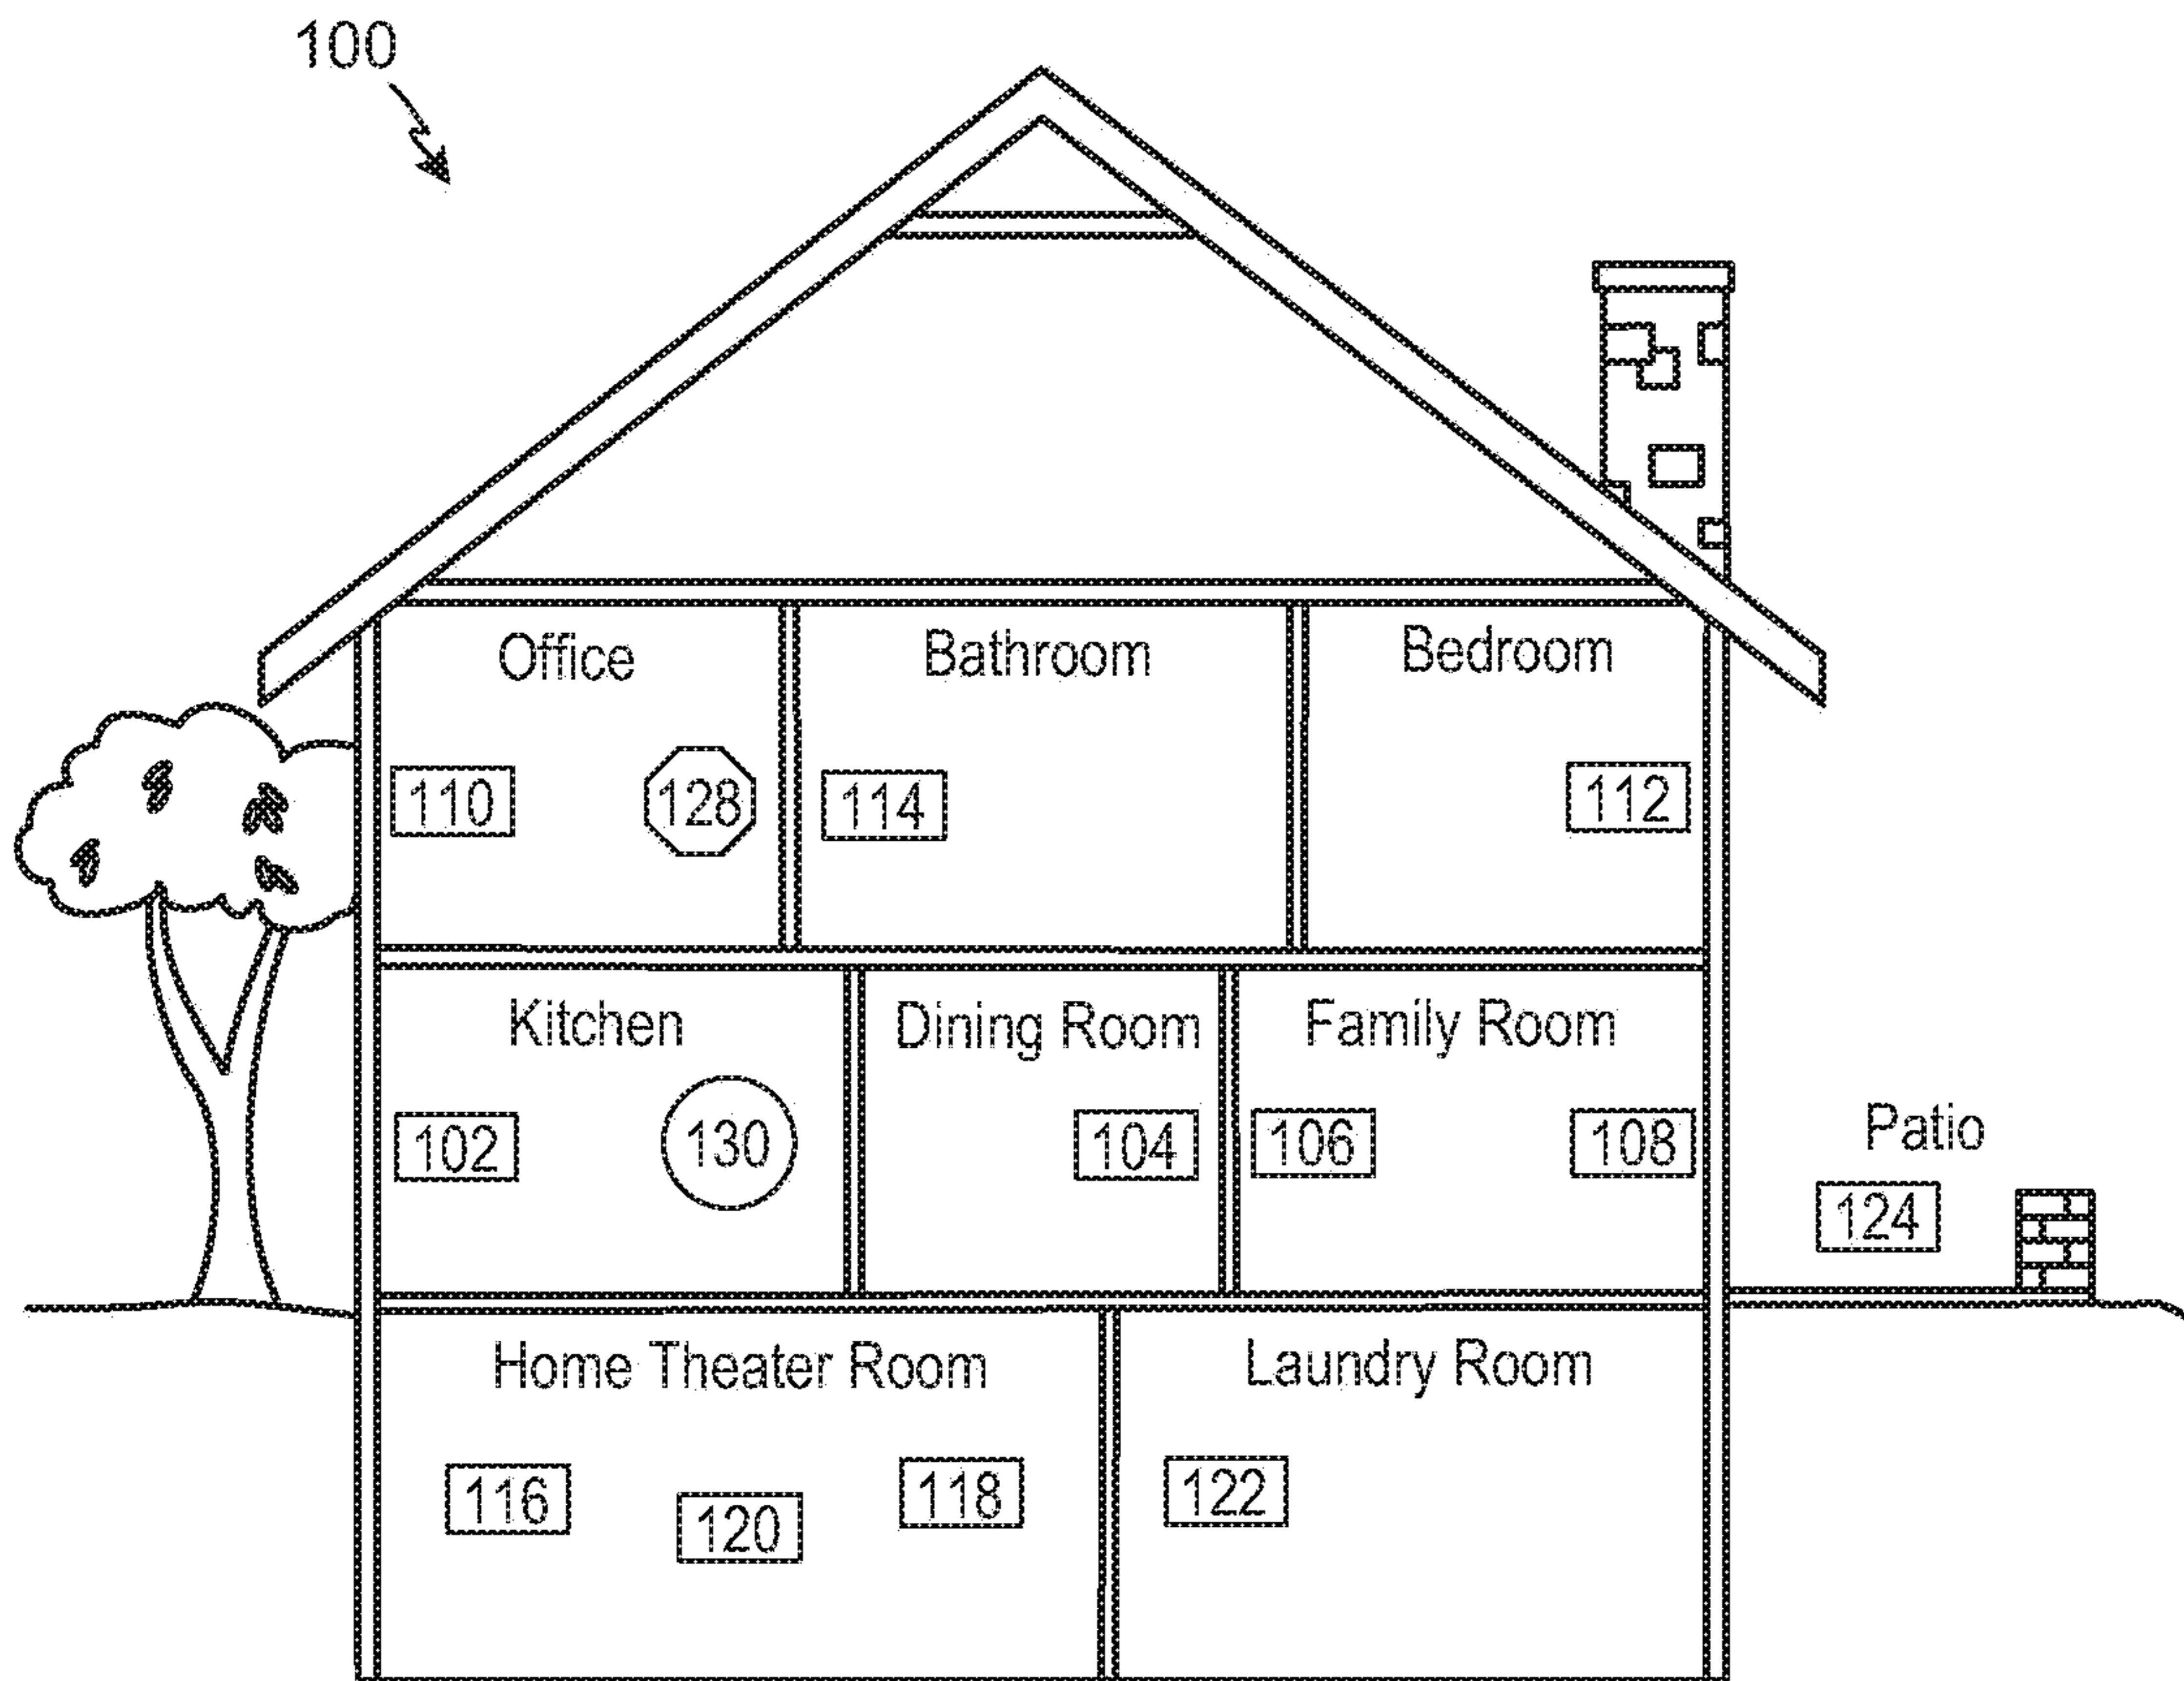 100
Office
Bathroom
Bedroom
110
128
114
112
Kitchen
Dining Room
Family Room
102
130
104
106
108
Patio
124
Home Theater Room
Laundry Room
116
120
118
122